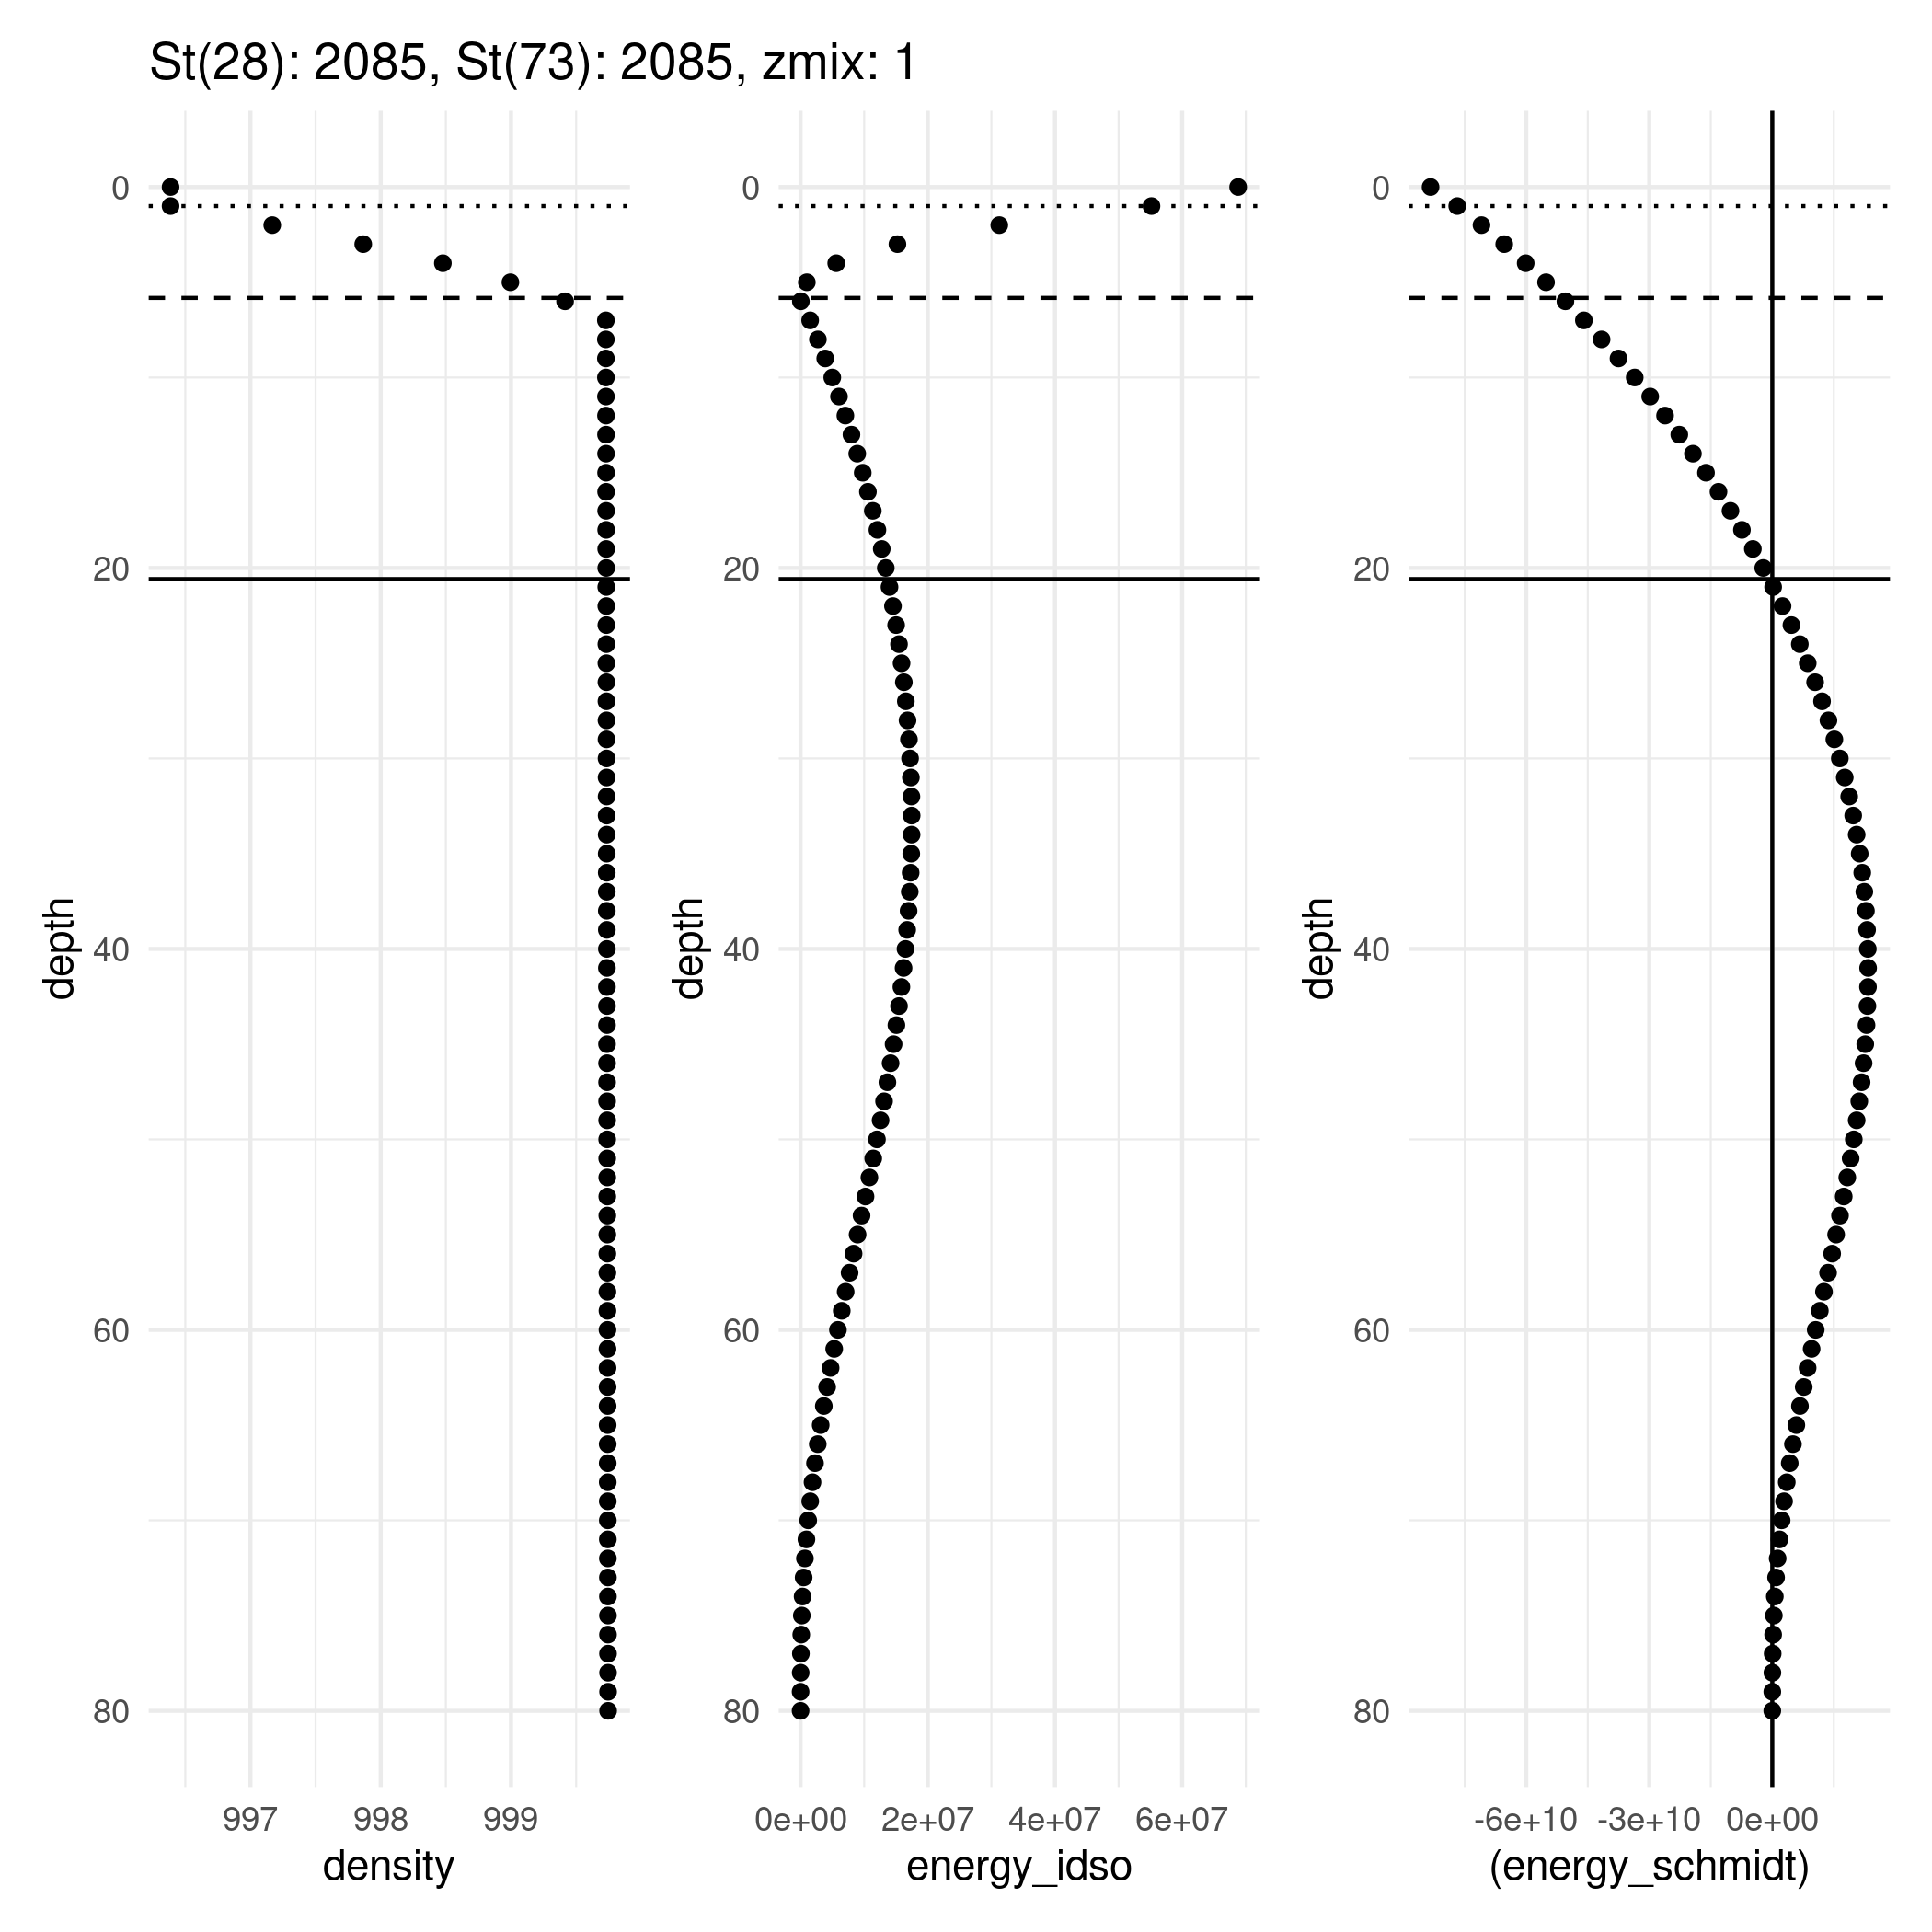 St(28): 2085, St(73): 2085, zmix: 1
0
20
40
60
80
depth
997 998 999
density
0
20
40
60
80
depth
0e+00 2e+07 4e+07 6e+07
energy_idso
0
20
40
60
80
depth
-6e+10 -3e+10 0e+00
(energy_schmidt)